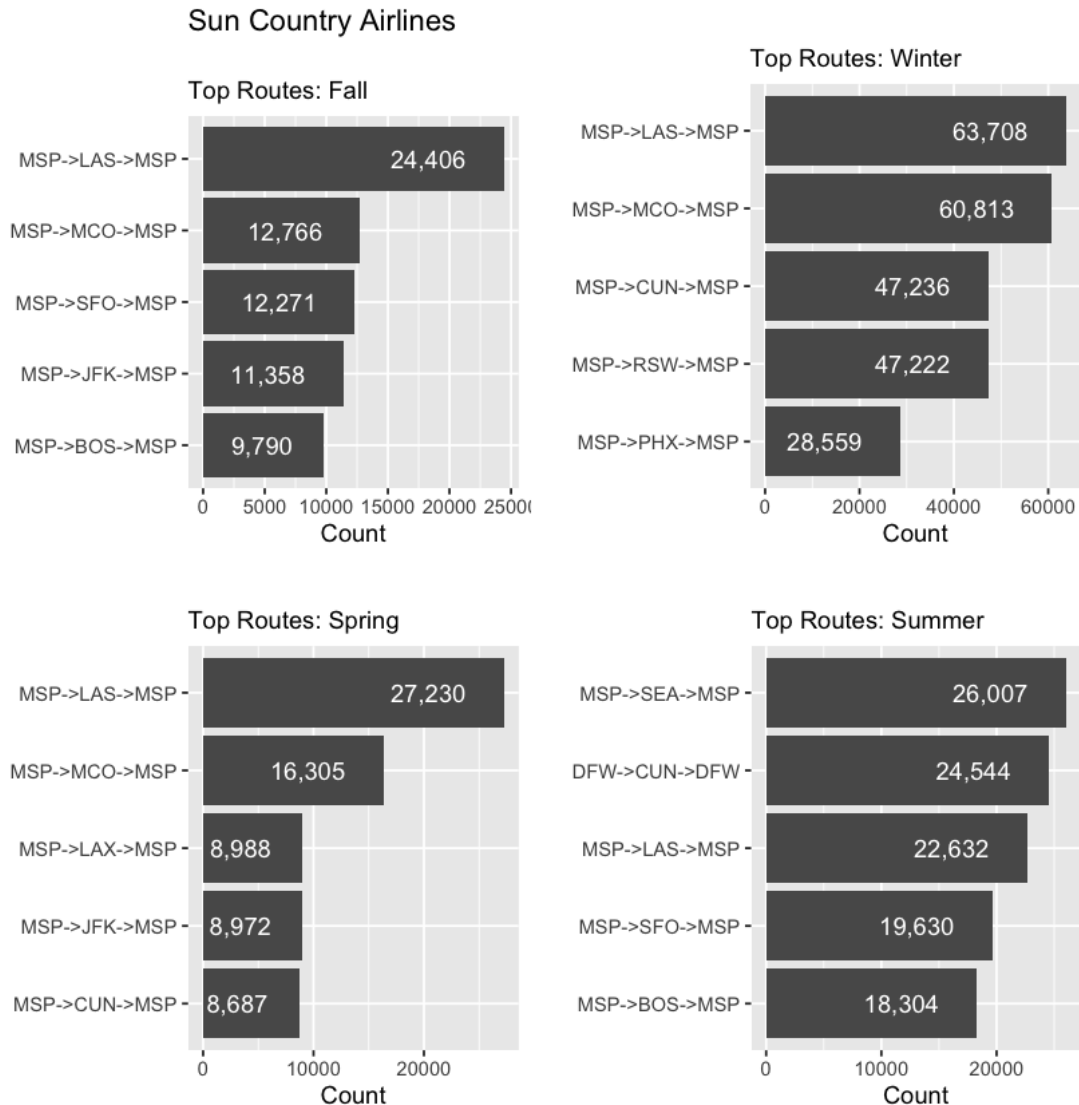 Sun Country Airlines
Top Routes: Fall
MSP->LAS->MSP
24,406
MSP->MCO->MSP
12,766
MSP->SFO->MSP
12,271
MSP->JFK->MSP
11,358
MSP->BOS->MSP
9,790
0 5000 10000 15000 20000 2500
Count
Top Routes: Winter
MSP->LAS->MSP
63,708
MSP->MCO->MSP
60,813
MSP->CUN->MSP
47,236
MSP->RSW->MSP
47,222
MSP->PHX->MSP
28,559
0 20000 40000 60000
Count
Top Routes: Spring
MSP->LAS->MSP
27,230
MSP->MCO->MSP
16,305
MSP->LAX->MSP
8,988
MSP->JFK->MSP
8,972
MSP->CUN->MSP
8,687
0 10000 20000
Count
Top Routes: Summer
MSP->SEA->MSP
26,007
DFW->CUN->DFW
24,544
MSP->LAS->MSP
22,632
MSP->SFO->MSP
19,630
MSP->BOS->MSP
18,304
0 10000 20000
Count